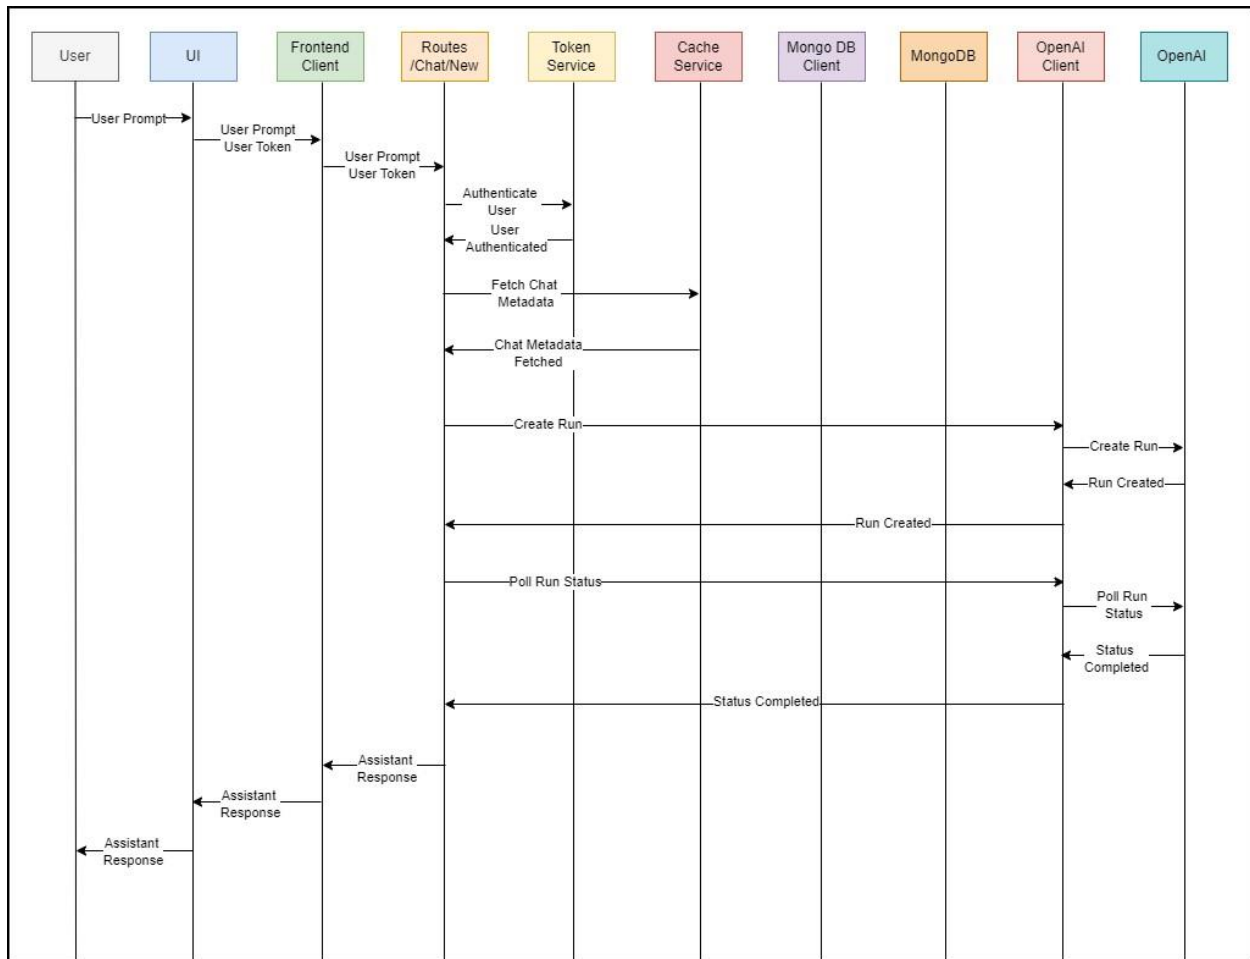 User
UI
Frontend
Client
Routes
/Chat/New
Token
Service
Cache
Service
Mongo DB
Client
MongoDB
OpenAI
Client
OpenAI
User Prompt
User Prompt
User Token
User Prompt
User Token
Authenticate
User
User
Authenticated
Fetch Chat
Metadata
Chat Metadata
Fetched
Create Run
Create Run
Run Created
Run Created
Poll Run Status
Poll Run
Status
Status
Completed
Status Completed
Assistant
Response
Assistant
Response
Assistant
Response